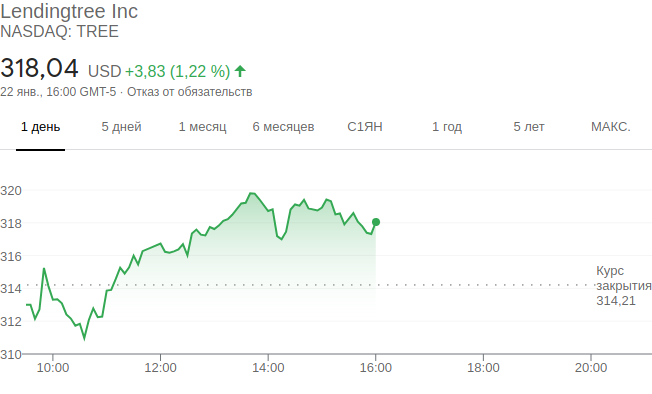 Lendingtree Inc
NASDAQ: TREE
318,04 USD +3,83 (1,22 %)
22 янв., 16:00 GMT-5 · Отказ от обязательств
1 день 5 дней 1 месяц 6 месяцев С1ЯН 1 год 5 лет МАКС.
320
318
316
Курс
314 закрытия
314,21
312
310
10:00 12:00 14:00 16:00 18:00 20:00